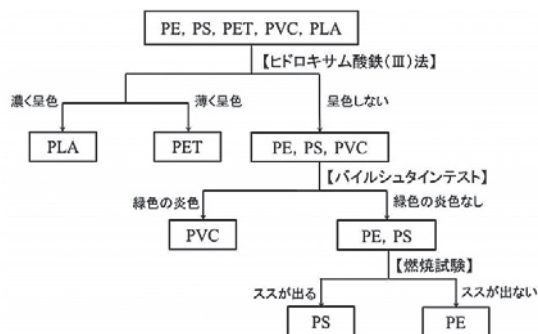 PE, PS, PET, PVC, PLA
【ヒドロキサム酸鉄(Ⅲ)法】
濃く呈色
薄く呈色
呈色しない
PLA
PET
PE, PS, PVC
【バイルシュタインテスト】
緑色の炎色
緑色の炎色なし
PVC
PE, PS
【燃焼試験】
ススが出る
ススが出ない
PS
PE